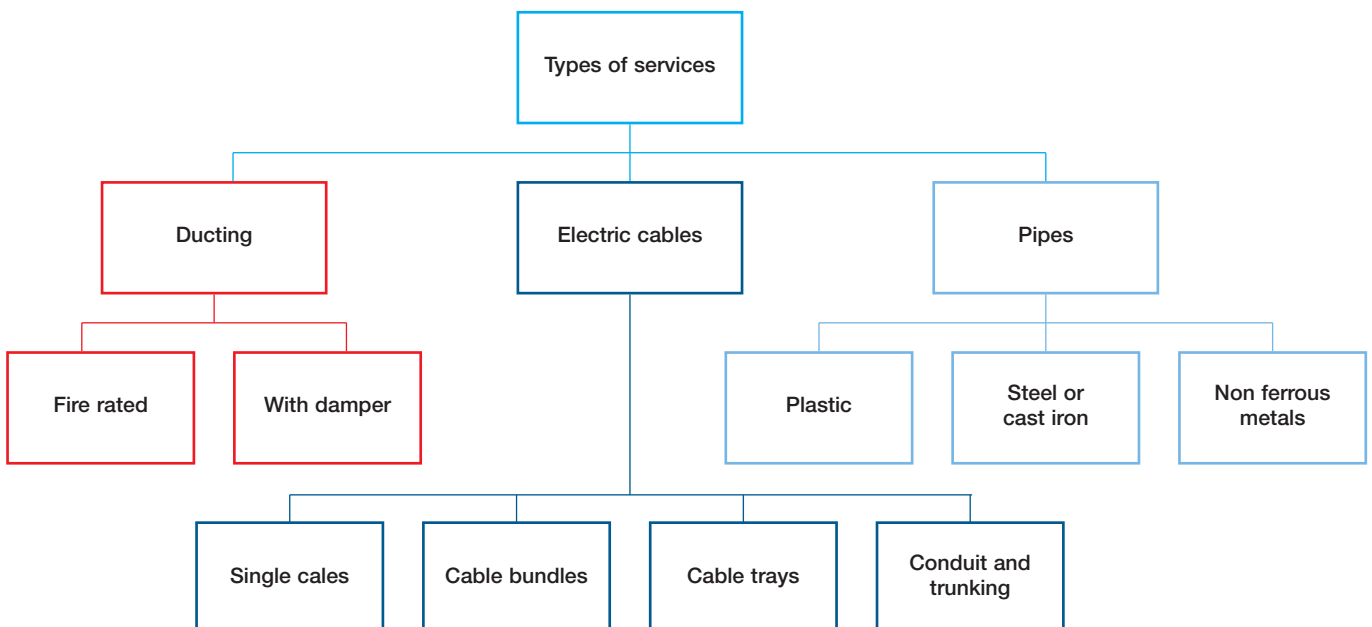 Types of services
Ducting
Electric cables
Pipes
Fire rated
With damper
Plastic
Steel or
cast iron
Non ferrous
metals
Single cales
Cable bundles
Cable trays
Conduit and
trunking